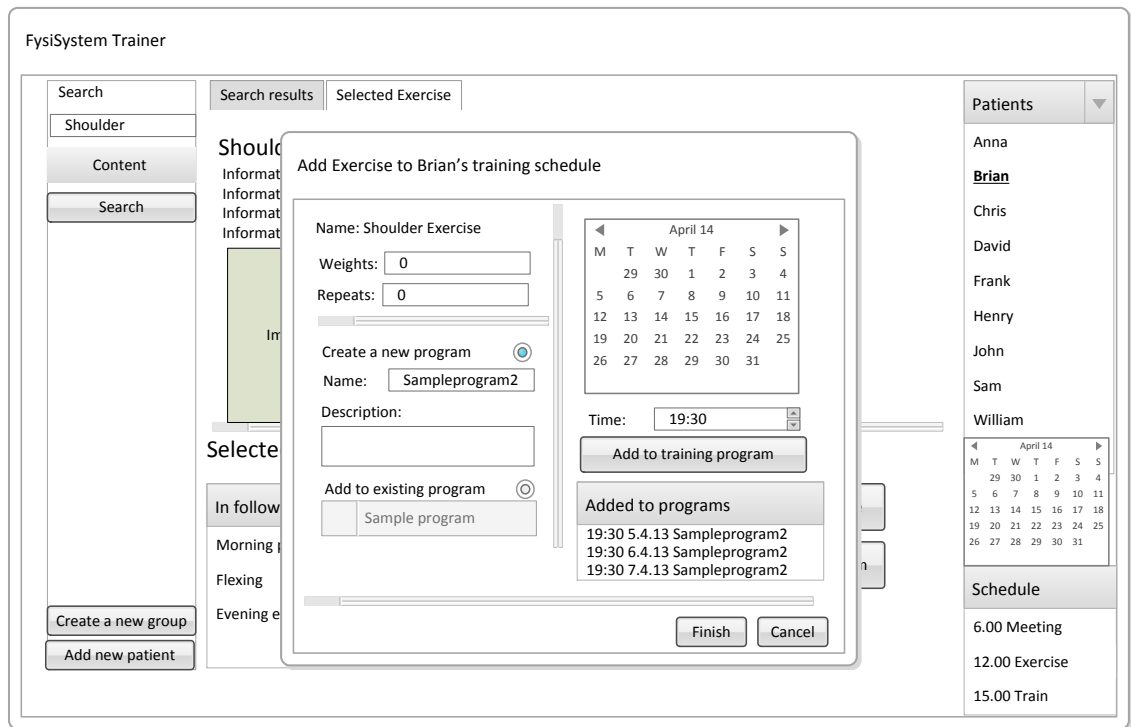 FysiSystem Trainer
Search
Shoulder
Content
Search
Create a new group
Add new patient
Search results
Selected Exercise
Add Exercise to Brian's training schedule
Name: Shoulder Exercise
Weights: 0
Repeats: 0
Create a new program
Name: Sampleprogram2
Description:
Add to existing program
Sample program
April 14
M T W T F S S
29 30 1 2 3 4
5 6 7 8 9 10 11
12 13 14 15 16 17 18
19 20 21 22 23 24 25
26 27 28 29 30 31
Time: 19:30
Add to training program
Added to programs
19:30 5.4.13 Sampleprogram2
19:30 6.4.13 Sampleprogram2
19:30 7.4.13 Sampleprogram2
Finish
Cancel
In follow
Morning
Flexing
Evening e
Patients
Anna
Brian
Chris
David
Frank
Henry
John
Sam
William
April 14
M T W T F S S
29 30 1 2 3 4
5 6 7 8 9 10 11
12 13 14 15 16 17 18
19 20 21 22 23 24 25
26 27 28 29 30 31
Schedule
6.00 Meeting
12.00 Exercise
15.00 Train